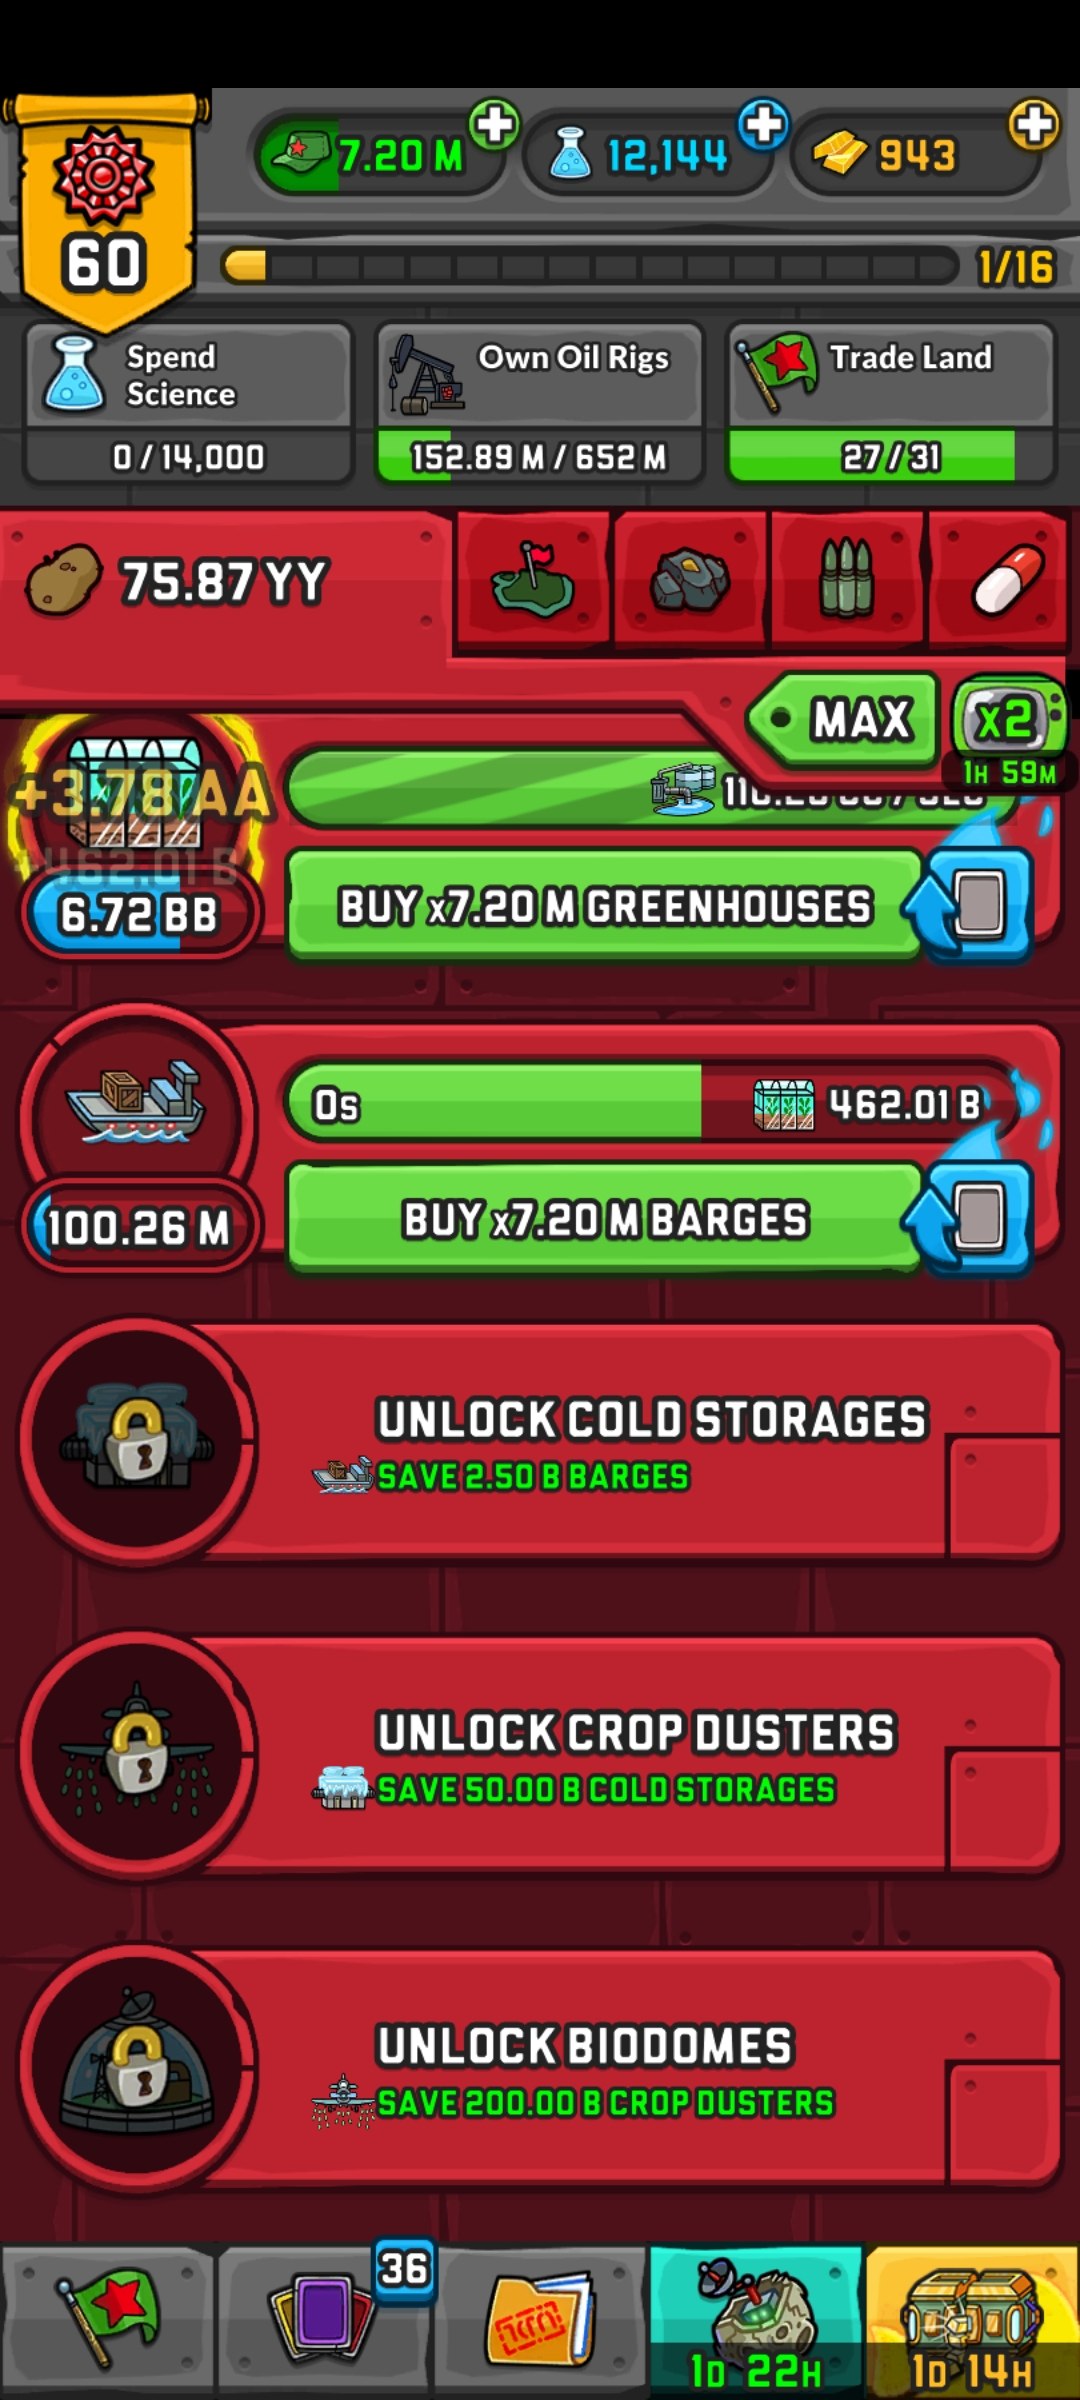 7.20 M
12,144
943
60
1/16
Spend
Science
0/14,000
Own Oil Rigs
152.89 M/652 M
Trade Land
27/31
75.87 YY
MAX
x2
1H 59M
+3.78 AA
+462.01 B
6.72 BB
BUY x7.20 M GREENHOUSES
0s
462.01 B
100.26 M
BUY x7.20 M BARGES
UNLOCK COLD STORAGES
SAVE 2.50 B BARGES
UNLOCK CROP DUSTERS
SAVE 50.00 B COLD STORAGES
UNLOCK BIODOMES
SAVE 200.00 B CROP DUSTERS
36
1D 22H
1D 14H